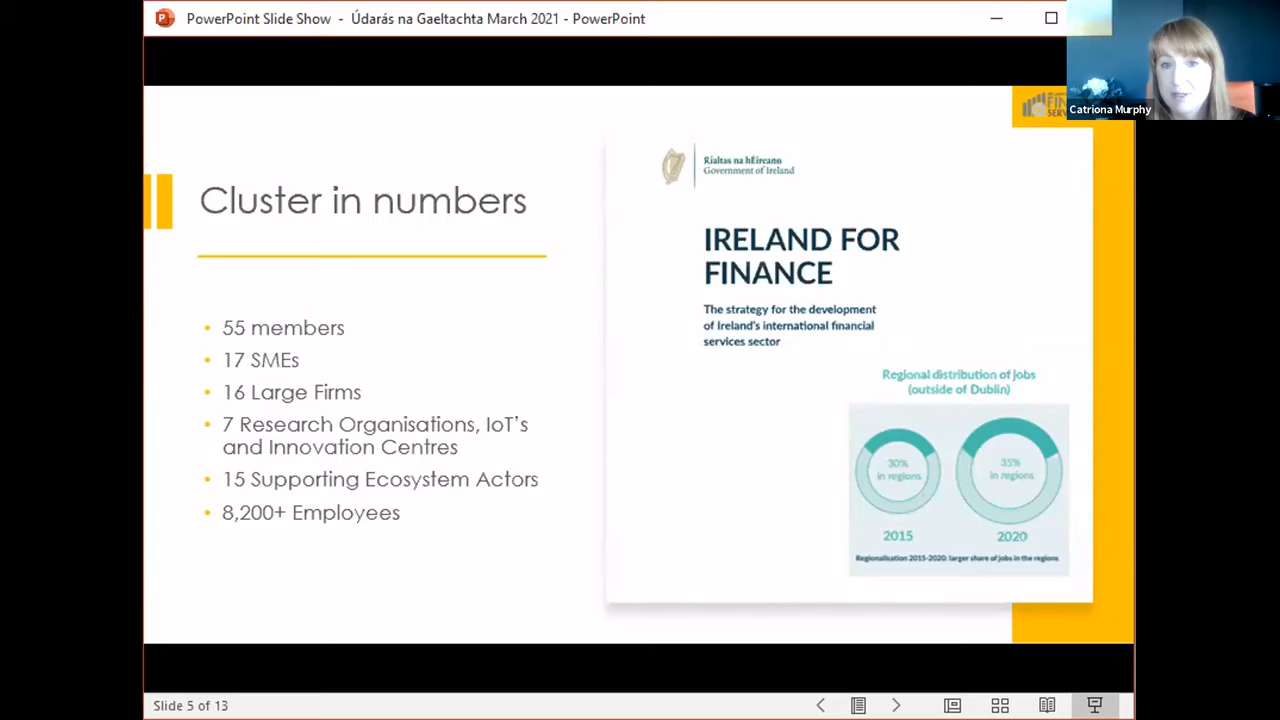 PowerPoint Slide Show - Údarás na Gaeltachta March 2021 - PowerPoint
Catriona Murphy
Cluster in numbers
• 55 members
• 17 SMEs
• 16 Large Firms
• 7 Research Organisations, IoT's
and Innovation Centres
• 15 Supporting Ecosystem Actors
• 8,200+ Employees
Rialtas na hÉireann
Government of Ireland
IRELAND FOR
FINANCE
The strategy for the development
of Ireland's international financial
services sector
Regional distribution of jobs
(outside of Dublin)
30%
in regions
35%
in regions
2015
2020
Regionalisation 2015-2020: larger share of jobs in the regions
Slide 5 of 13